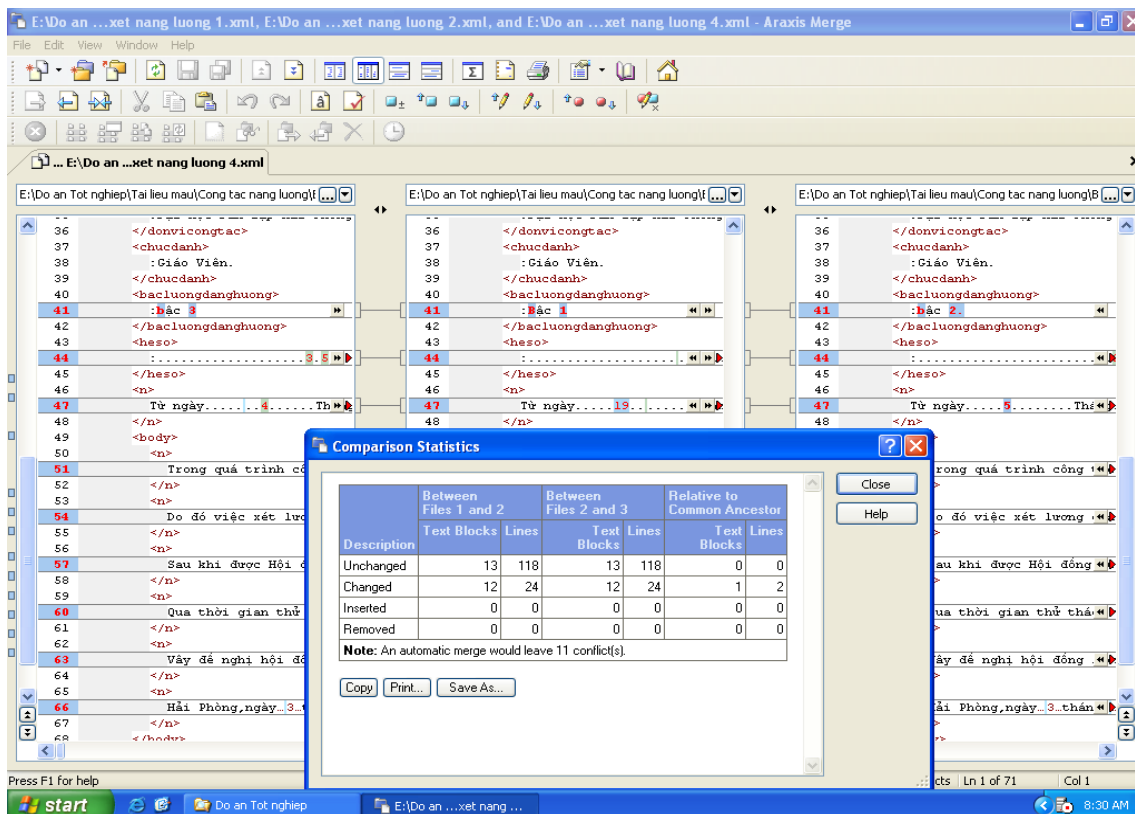 E:\Do an ...xet nang luong 1.xml, E:\Do an ...xet nang luong 2.xml, and E:\Do an ...xet nang luong 4.xml - Araxis Merge
File Edit View Window Help
... E:\Do an ...xet nang luong 4.xml
E:\Do an Tot nghiep\Tai lieu mau\Cong tac nang luong\ E:\Do an Tot nghiep\Tai lieu mau\Cong tac nang luong\ E:\Do an Tot nghiep\Tai lieu mau\Cong tac nang luong\B
36 </donvicongtac> 36 </donvicongtac> 36 </donvicongtac>
37 <chucdanh> 37 <chucdanh> 37 <chucdanh>
38 :Giáo Viên. 38 :Giáo Viên. 38 :Giáo Viên.
39 </chucdanh> 39 </chucdanh> 39 </chucdanh>
40 <bacluongdanghuong> 40 <bacluongdanghuong> 40 <bacluongdanghuong>
41 :bậc 3 41 :Bậc 1 41 :bậc 2.
42 </bacluongdanghuong> 42 </bacluongdanghuong> 42 </bacluongdanghuong>
43 <heso> 43 <heso> 43 <heso>
44 :....................3.5 44 :.................... 44 :........................
45 </heso> 45 </heso> 45 </heso>
46 <n> 46 <n> 46 <n>
47 Từ ngày.......4......Th 47 Từ ngày.....19....... 47 Từ ngày.....5........Thá
48 </n> 48 </n> 48 </n>
49 <body>
50 <n>
51 Trong quá trình cô rong quá trình công t
52 </n>
53 <n>
54 Do đó việc xét lươ o đó việc xét lương
55 </n>
56 <n>
57 Sau khi được Hội đ au khi được Hội đồng
58 </n>
59 <n>
60 Qua thời gian thử ua thời gian thử thá
61 </n>
62 <n>
63 Vây đề nghị hội đồ ây đề nghị hội đồng
64 </n>
65 <n>
66 Hải Phòng,ngày…3…t ải Phòng,ngày…3…thán
67 </n>
68 </body>
Comparison Statistics
Description Between Files 1 and 2 Between Files 2 and 3 Relative to Common Ancestor
Text Blocks Lines Text Blocks Lines Text Blocks Lines
Unchanged 13 118 13 118 0 0
Changed 12 24 12 24 1 2
Inserted 0 0 0 0 0 0
Removed 0 0 0 0 0 0
Note: An automatic merge would leave 11 conflict(s).
Copy Print... Save As...
Close
Help
Press F1 for help cts Ln 1 of 71 Col 1
start Do an Tot nghiep E:\Do an ...xet nang ... 8:30 AM